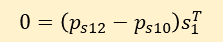 0 = (p_{s12} − p_{s10})s_1^T